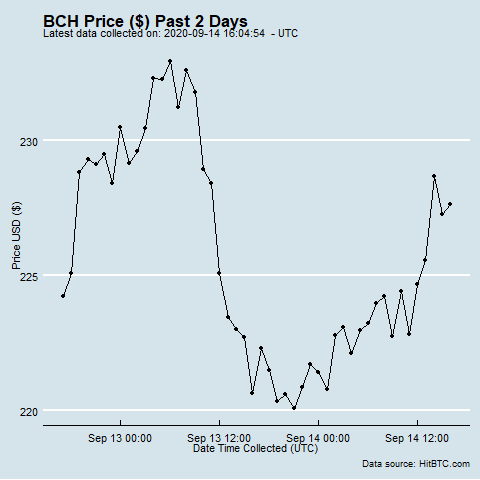 BCH Price ($) Past 2 Days
Latest data collected on: 2020-09-14 16:04:54 - UTC
230
225
220
Price USD ($)
Sep 13 00:00 Sep 13 12:00 Sep 14 00:00 Sep 14 12:00
Date Time Collected (UTC)
Data source: HitBTC.com